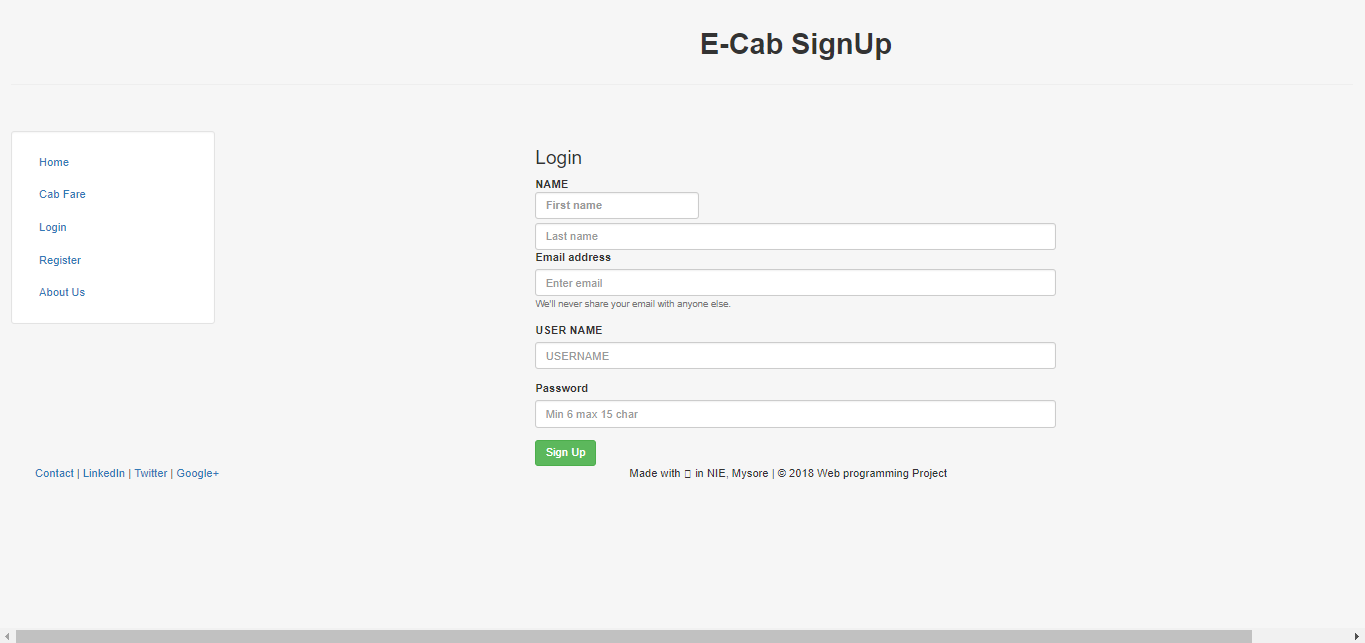 E-Cab SignUp
Home
Cab Fare
Login
Register
About Us
Login
NAME
First name
Last name
Email address
Enter email
We'll never share your email with anyone else.
USER NAME
USERNAME
Password
Min 6 max 15 char
Sign Up
Contact | LinkedIn | Twitter | Google+
Made with ▯ in NIE, Mysore | © 2018 Web programming Project